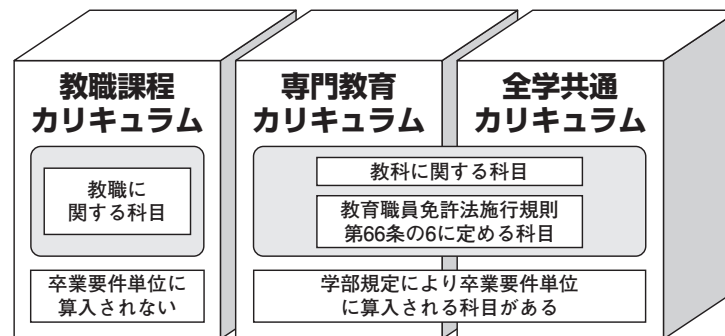 教職課程
カリキュラム
専門教育
カリキュラム
全学共通
カリキュラム
教職に
関する科目
教科に関する科目
教育職員免許法施行規則
第66条の6に定める科目
卒業要件単位に
算入されない
学部規定により卒業要件単位
に算入される科目がある